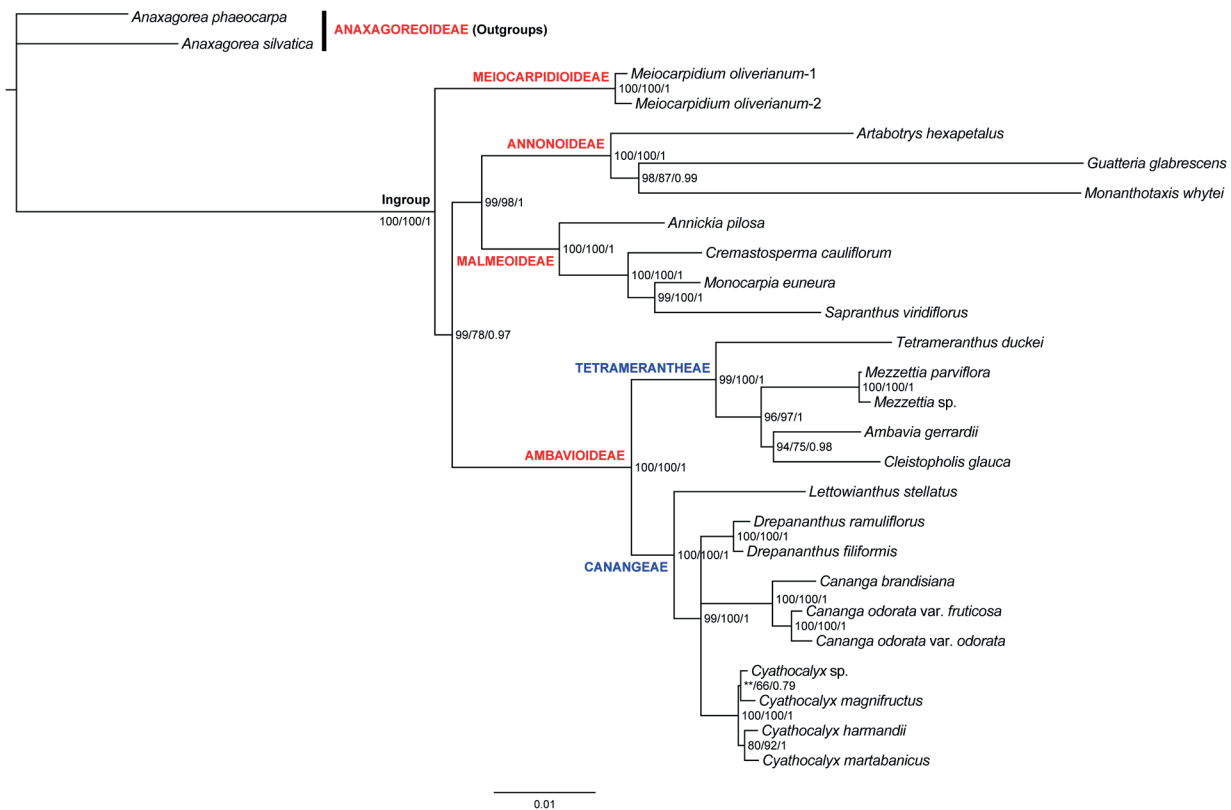 Anaxagorea phaeocarpa
ANAXAGOREOIDEAE (Outgroups)
Anaxagorea silvatica
MEIOCARPIDIOIDEAE
Meiocarpidium oliverianum-1
100/100/1
Meiocarpidium oliverianum-2
Artabotrys hexapetalus
ANNONOIDEAE
100/100/1
Guatteria glabrescens
98/87/0.99
Monanthotaxis whytei
Ingroup
100/100/1
99/98/1
Annickia pilosa
100/100/1
MALMEOIDEAE
Cremastosperma cauliflorum
100/100/1
Monocarpia euneura
99/100/1
Sapranthus viridiflorus
99/78/0.97
Tetrameranthus duckei
TETRAMERANTHEAE
99/100/1
Mezzettia parviflora
100/100/1
Mezzettia sp.
96/97/1
Ambavia gerrardii
94/75/0.98
Cleistopholis glauca
AMBAVIOIDEAE
100/100/1
Lettowianthus stellatus
Drepananthus ramuliflorus
100/100/1
Drepananthus filiformis
100/100/1
CANANGEAE
Cananga brandisiana
100/100/1
Cananga odorata var. fruticosa
99/100/1
100/100/1
Cananga odorata var. odorata
Cyathocalyx sp.
**/66/0.79
Cyathocalyx magnifructus
100/100/1
Cyathocalyx harmandii
80/92/1
Cyathocalyx martabanicus
0.01